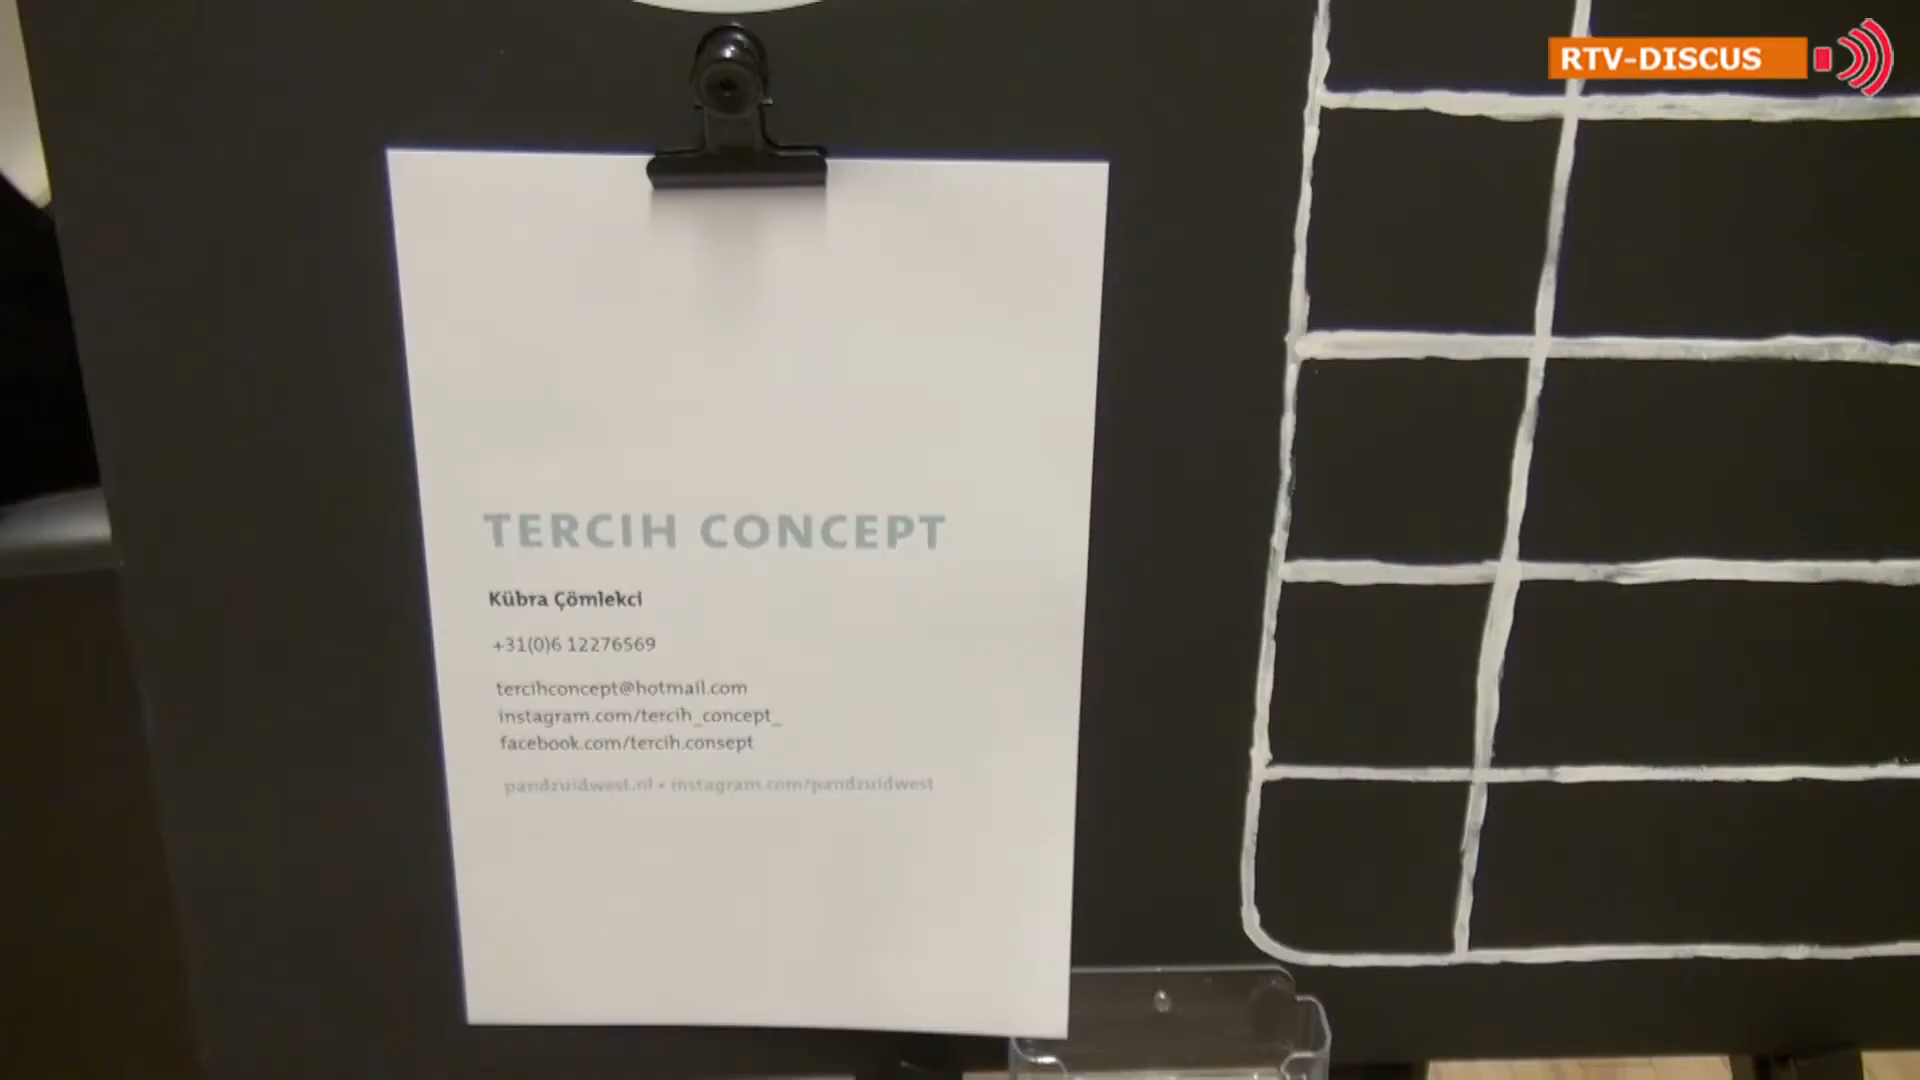 RTV-DISCUS
TERCIH CONCEPT
Kübra Çömlekci
+31(0)6 12276569
tercihconcept@hotmail.com
instagram.com/tercih_concept_
facebook.com/tercih.consept
pandzuidwest.nl • instagram.com/pandzuidwest